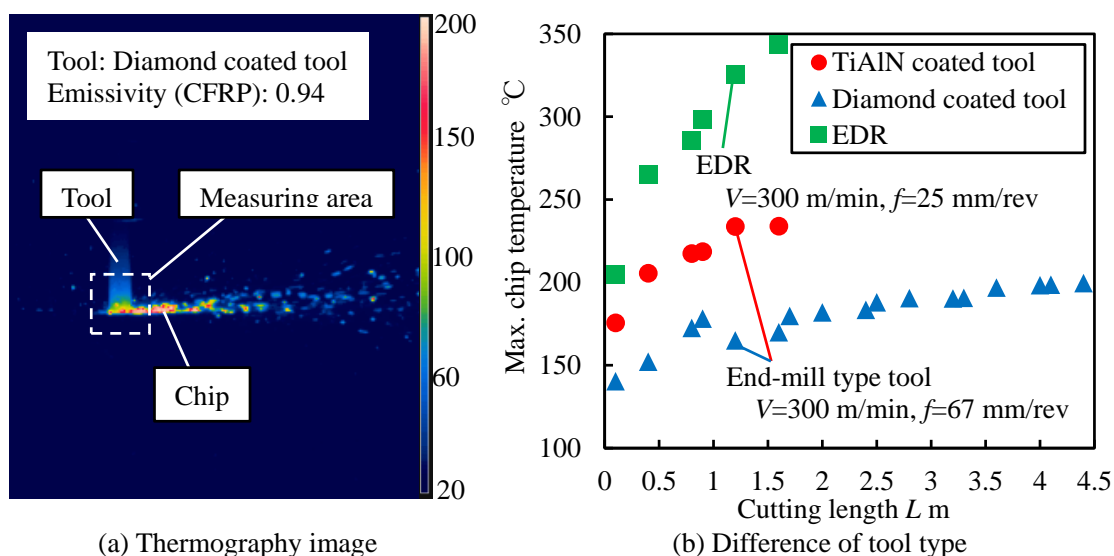 Tool: Diamond coated tool
Emissivity (CFRP): 0.94
Tool
Measuring area
Chip
200
150
100
60
20
(a) Thermography image
Max. chip temperature ℃
350
300
250
200
150
100
TiAlN coated tool
Diamond coated tool
EDR
EDR
V=300 m/min, f=25 mm/rev
End-mill type tool
V=300 m/min, f=67 mm/rev
0 0.5 1 1.5 2 2.5 3 3.5 4 4.5
Cutting length L m
(b) Difference of tool type